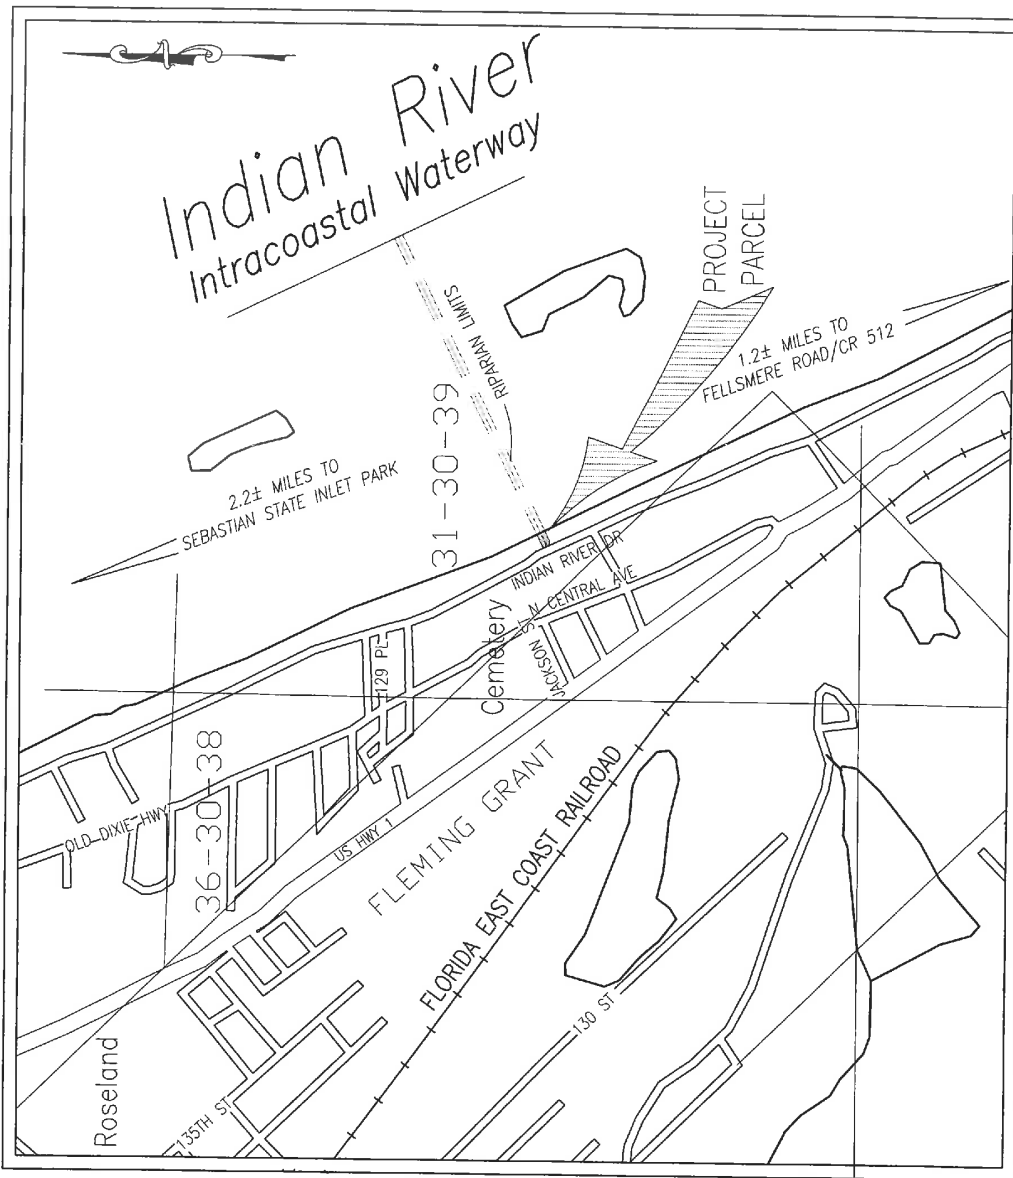 N
Indian River
Intracoastal Waterway
PROJECT
PARCEL
RIPARIAN LIMITS
1.2± MILES TO
FELLSMERE ROAD/CR 512
31-30-39
2.2± MILES TO
SEBASTIAN STATE INLET PARK
INDIAN RIVER DR
N CENTRAL AVE
JACKSON ST
Cemetery
129 PL
36-30-38
OLD DIXIE HWY
US HWY 1
FLEMING GRANT
FLORIDA EAST COAST RAILROAD
130 ST
Roseland
135TH ST